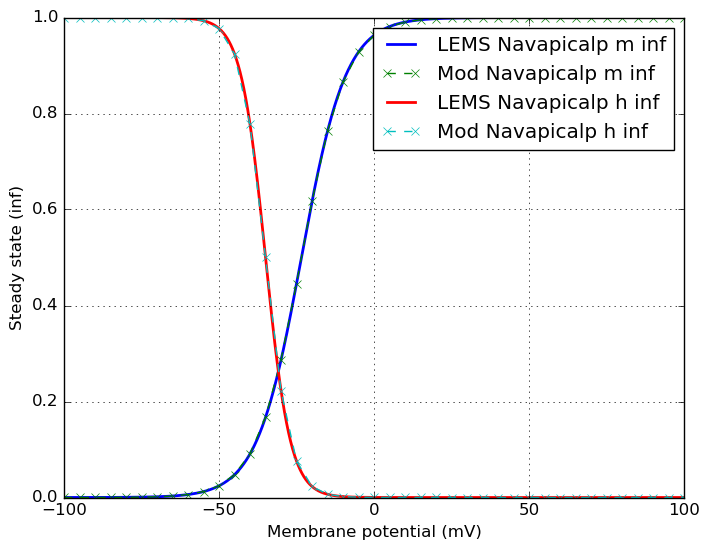 1.0
0.8
0.6
0.4
0.2
0.0
Steady state (inf)
LEMS Navapicalp m inf
Mod Navapicalp m inf
LEMS Navapicalp h inf
Mod Navapicalp h inf
−100 −50 0 50 100
Membrane potential (mV)